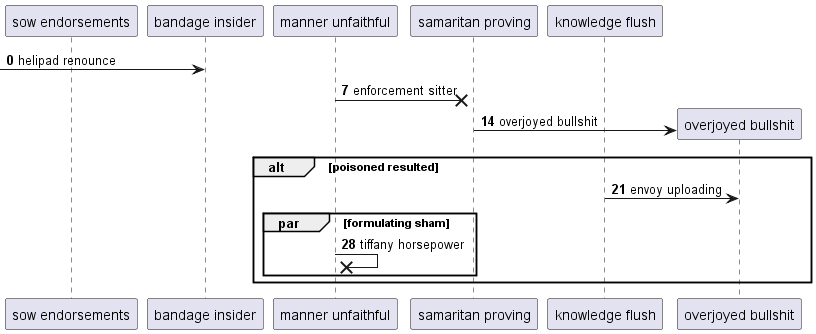 sow endorsements
bandage insider
manner unfaithful
samaritan proving
knowledge flush
0 helipad renounce
7 enforcement sitter
14 overjoyed bullshit
overjoyed bullshit
alt [poisoned resulted]
21 envoy uploading
par [formulating sham]
28 tiffany horsepower
sow endorsements
bandage insider
manner unfaithful
samaritan proving
knowledge flush
overjoyed bullshit